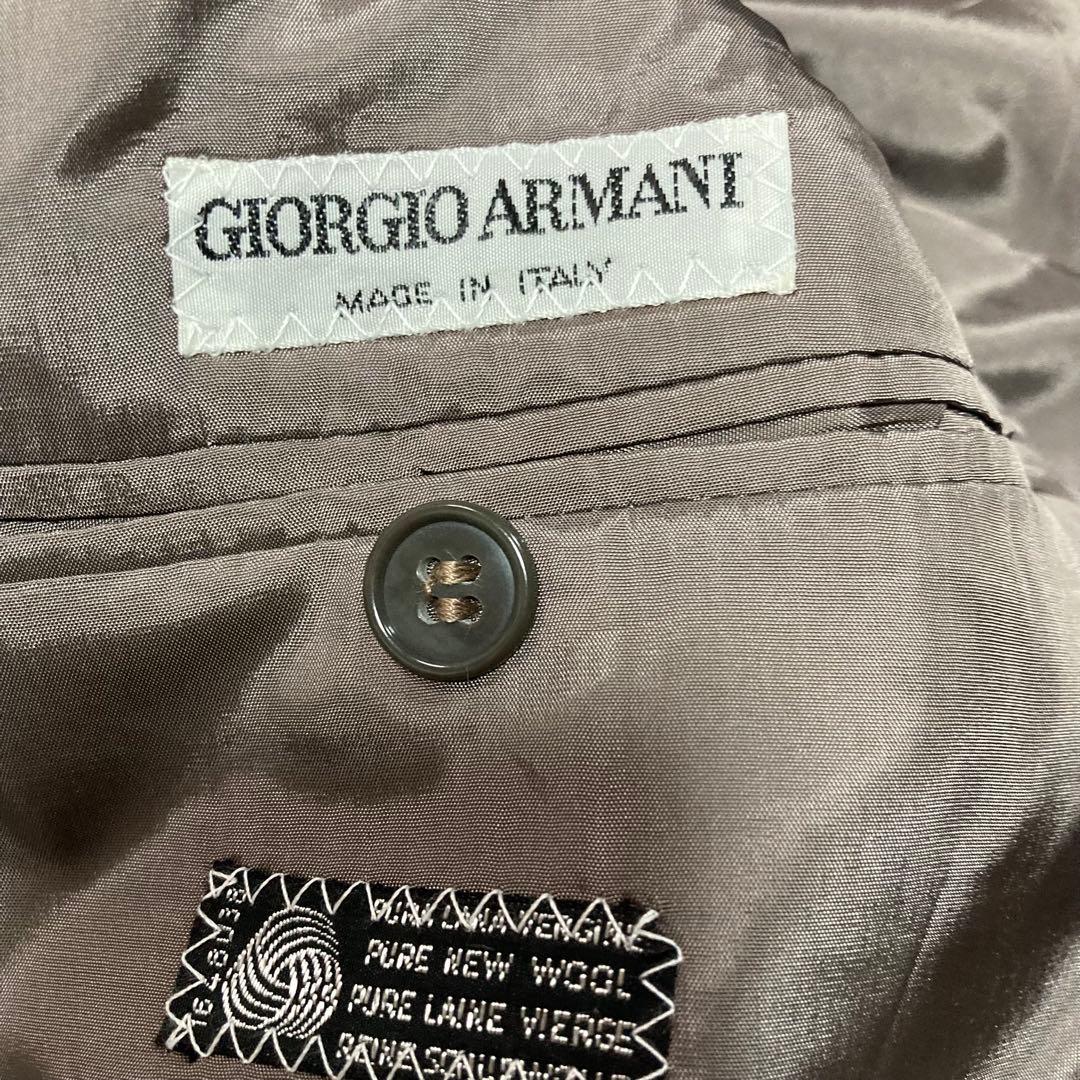 GIORGIO ARMANI
MADE IN ITALY
PURA LANA VERGINE
PURE NEW WOOL
PURE LAINE VIERGE